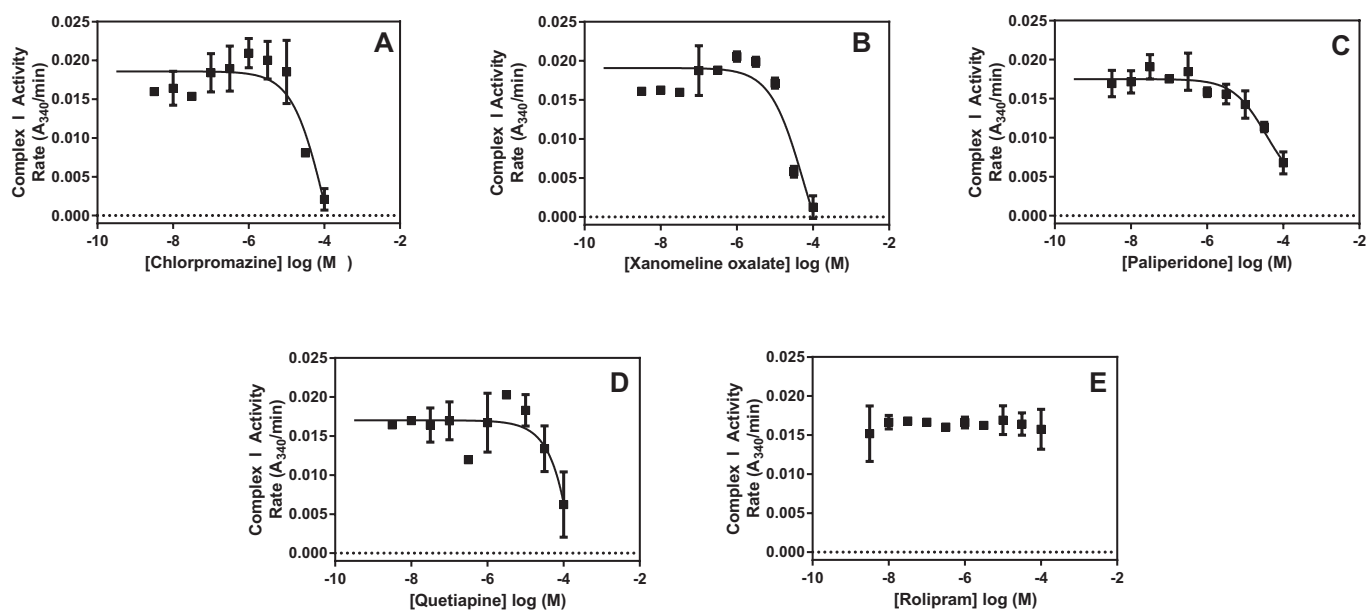 A
Complex I Activity
Rate (A340/min)
0.025
0.020
0.015
0.010
0.005
0.000
-10 -8 -6 -4 -2
[Chlorpromazine] log (M )
B
Complex I Activity
Rate (A340/min)
0.025
0.020
0.015
0.010
0.005
0.000
-10 -8 -6 -4 -2
[Xanomeline oxalate] log (M)
C
Complex I Activity
Rate (A340/min)
0.025
0.020
0.015
0.010
0.005
0.000
-10 -8 -6 -4 -2
[Paliperidone] log (M)
D
Complex I Activity
Rate (A340/min)
0.025
0.020
0.015
0.010
0.005
0.000
-10 -8 -6 -4 -2
[Quetiapine] log (M)
E
Complex I Activity
Rate (A340/min)
0.025
0.020
0.015
0.010
0.005
0.000
-10 -8 -6 -4 -2
[Rolipram] log (M)